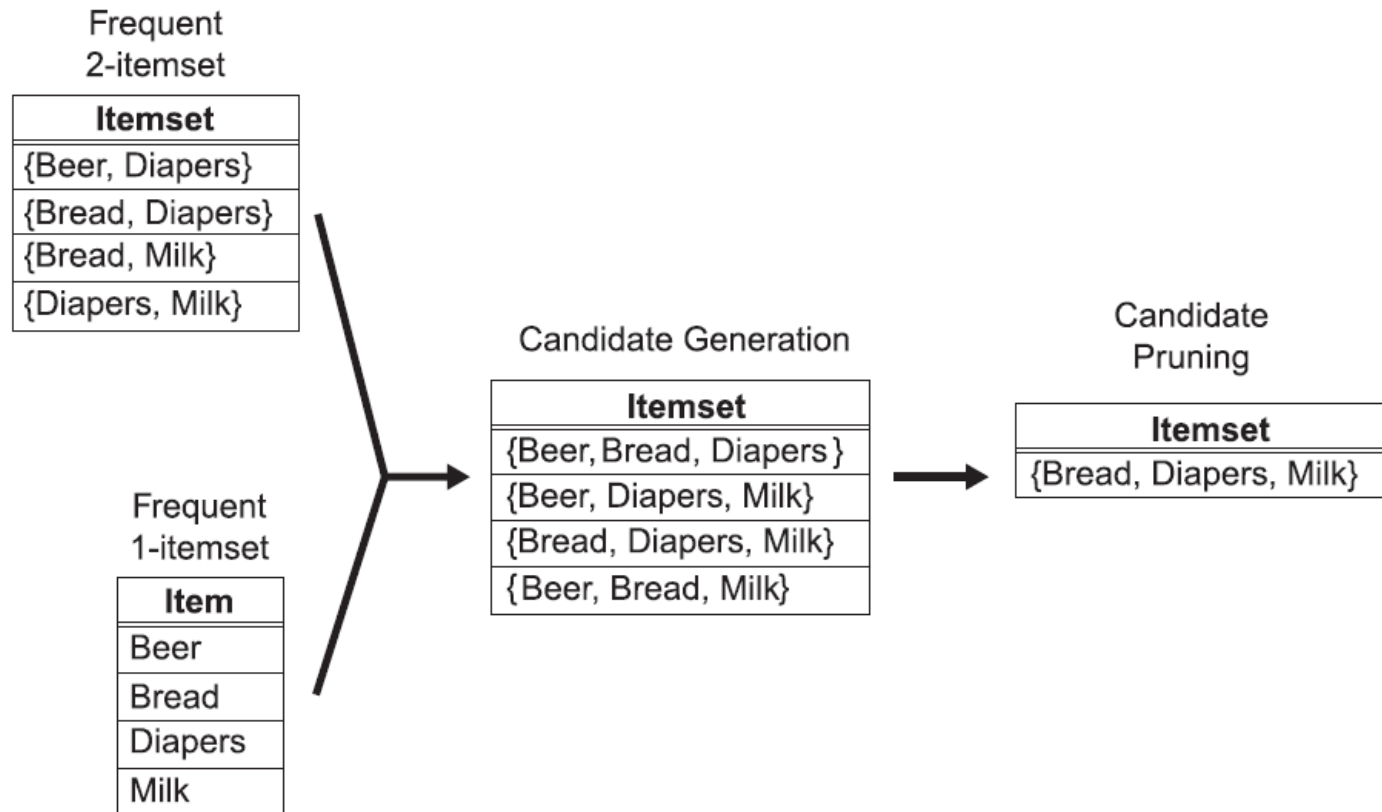 Frequent
2-itemset
Itemset
{Beer, Diapers}
{Bread, Diapers}
{Bread, Milk}
{Diapers, Milk}
Frequent
1-itemset
Item
Beer
Bread
Diapers
Milk
Candidate Generation
Itemset
{Beer, Bread, Diapers}
{Beer, Diapers, Milk}
{Bread, Diapers, Milk}
{Beer, Bread, Milk}
Candidate
Pruning
Itemset
{Bread, Diapers, Milk}